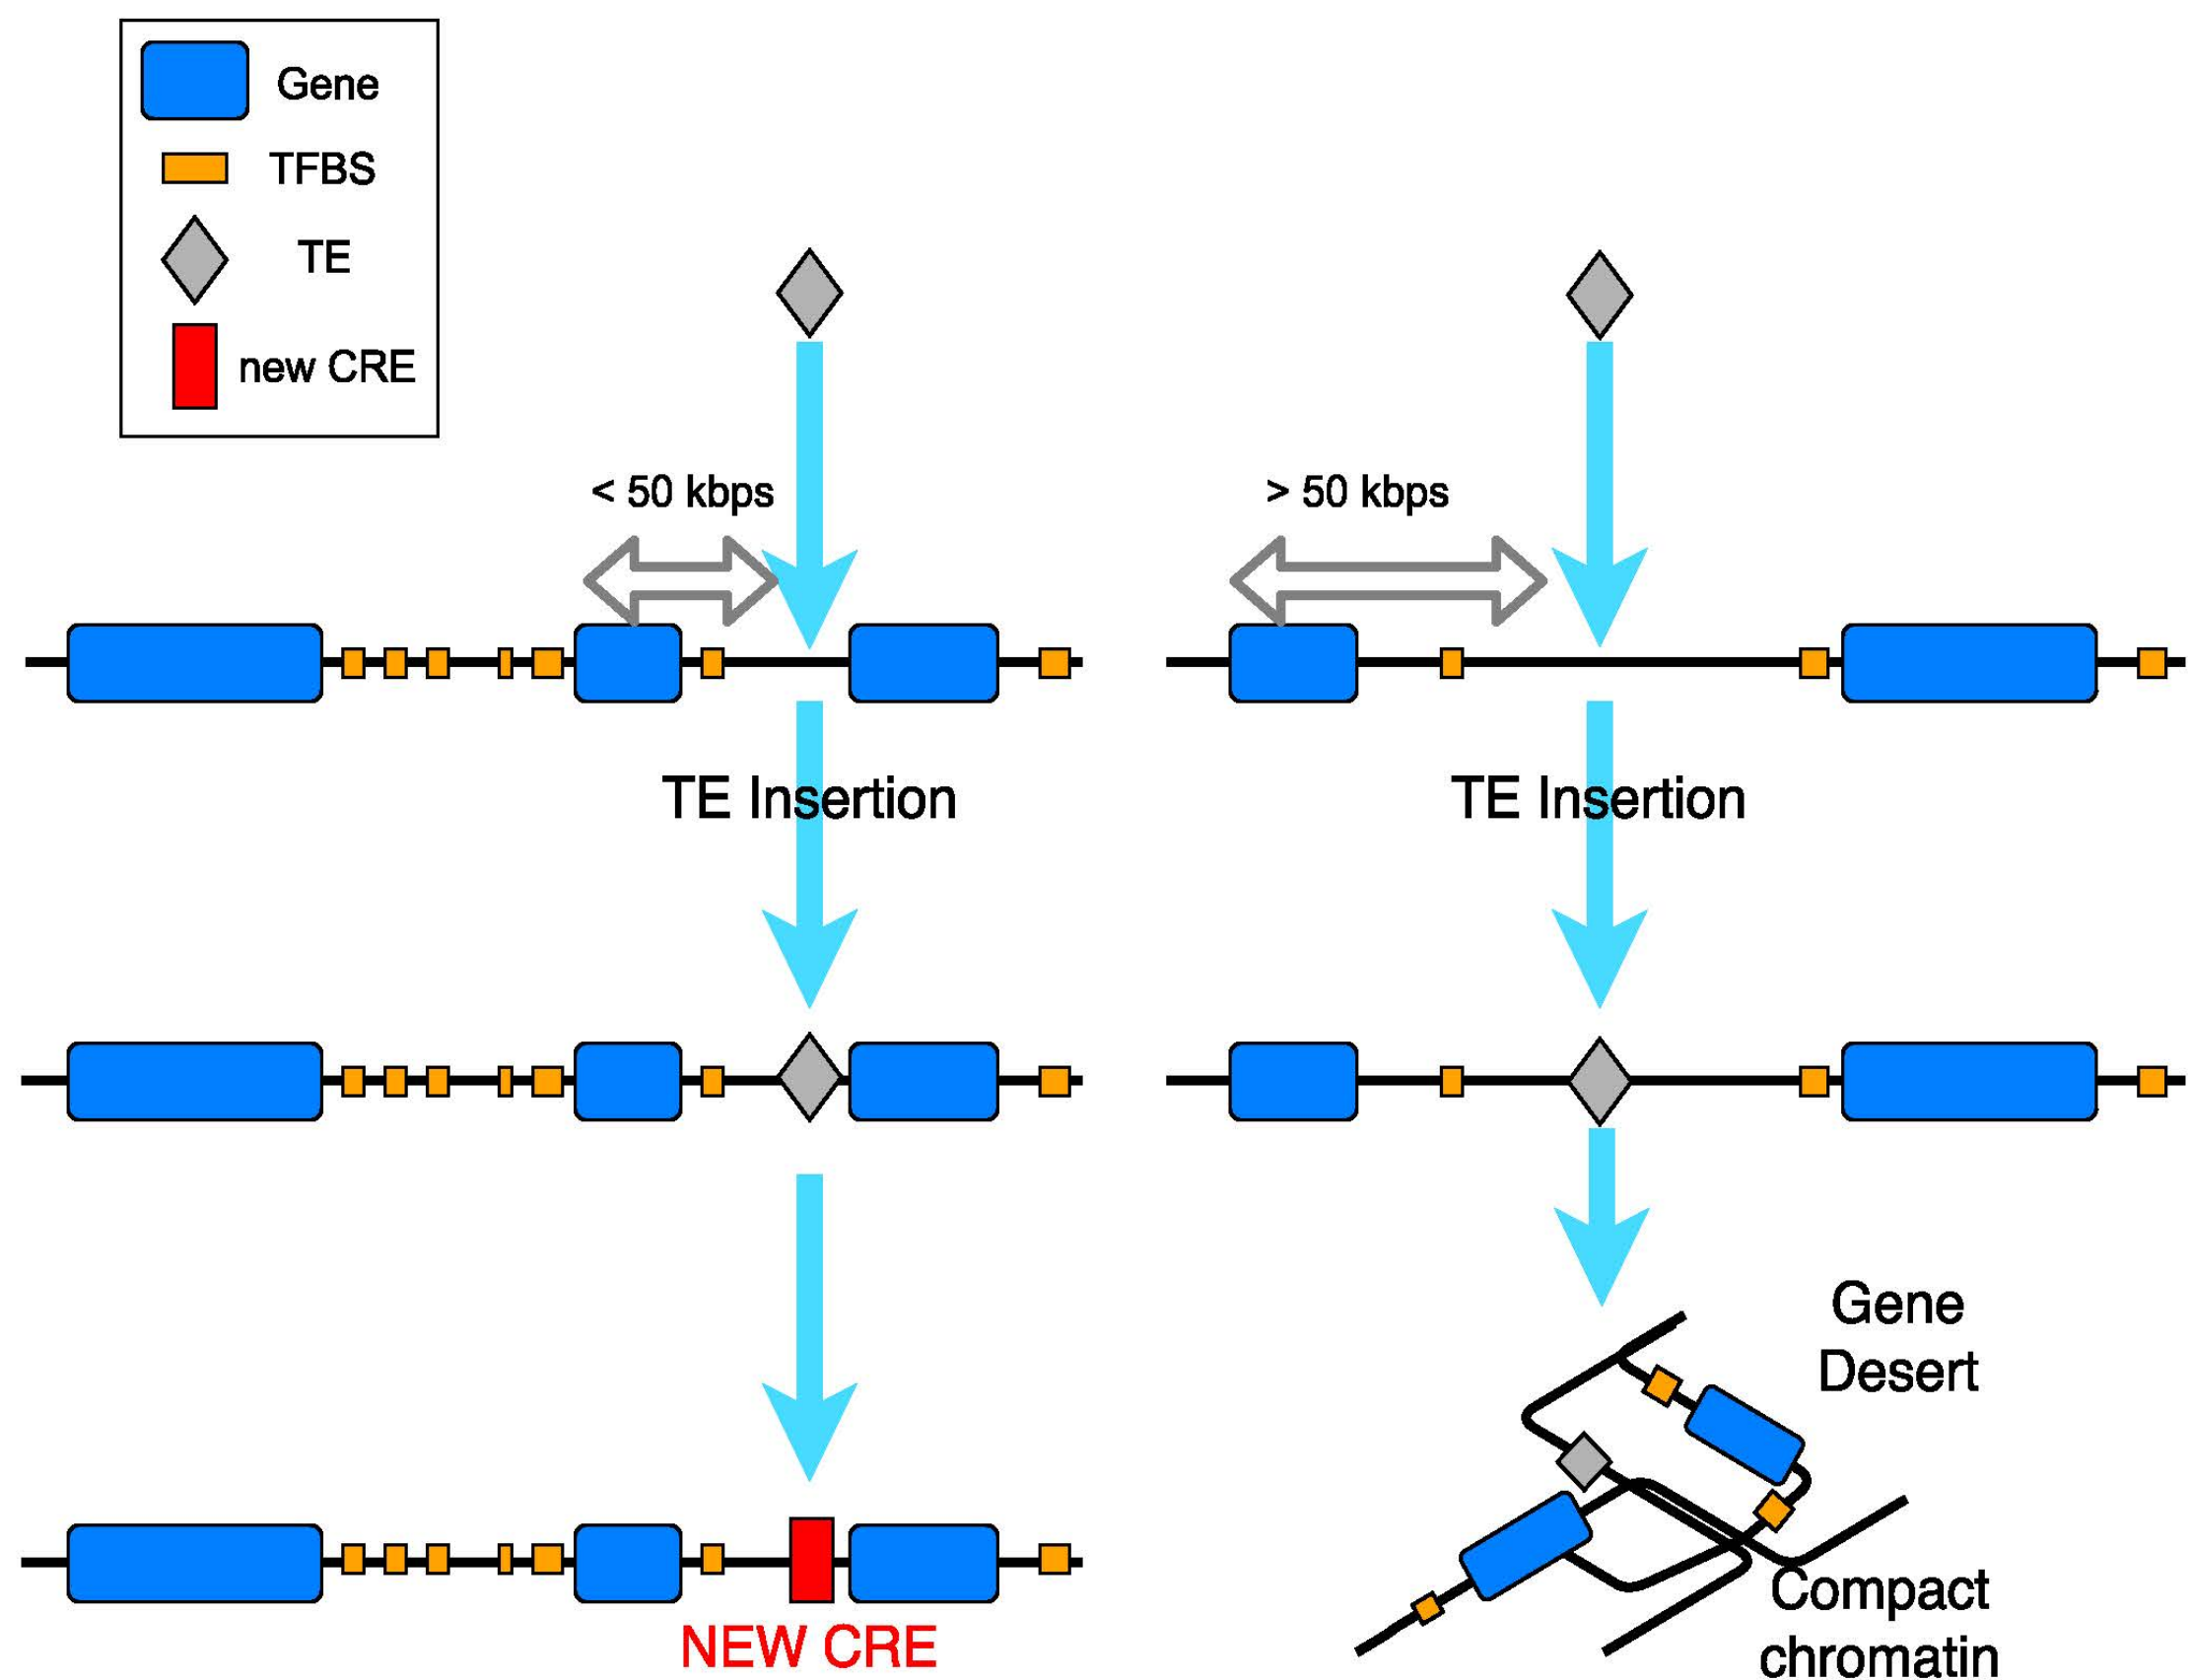 Gene
TFBS
TE
new CRE
< 50 kbps
> 50 kbps
TE Insertion
TE Insertion
Gene
Desert
Compact
chromatin
NEW CRE